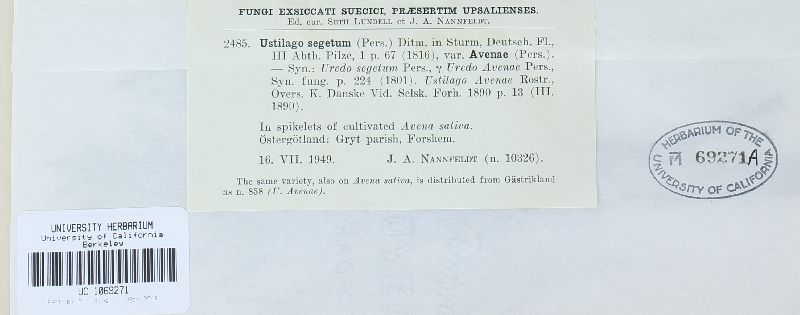 FUNGI EXSICCATI SUECICI, PRÆSERTIM UPSALIENSES.
Ed. cur. SETH LUNDELL et J. A. NANNFELDT.
2485. Ustilago segetum (Pers.) Ditm. in Sturm, Deutsch. Fl.,
III Abth. Pilze, 1 p. 67 (1816), var. Avenae (Pers.).
— Syn.: Uredo segetum Pers., γ Uredo Avenae Pers.,
Syn. fung. p. 224 (1801). Ustilago Avenae Rostr.,
Overs. K. Danske Vid. Selsk. Forh. 1890 p. 13 (III.
1890).
In spikelets of cultivated Avena sativa.
Östergötland: Gryt parish, Forshem.
16. VII. 1949. J. A. NANNFELDT (n. 10326).
The same variety, also on Avena sativa, is distributed from Gästrikland
as n. 858 (U. Avenae).
HERBARIUM OF THE
M 69271A
UNIVERSITY OF CALIFORNIA
UNIVERSITY HERBARIUM
University of California
Berkeley
UC 1069271